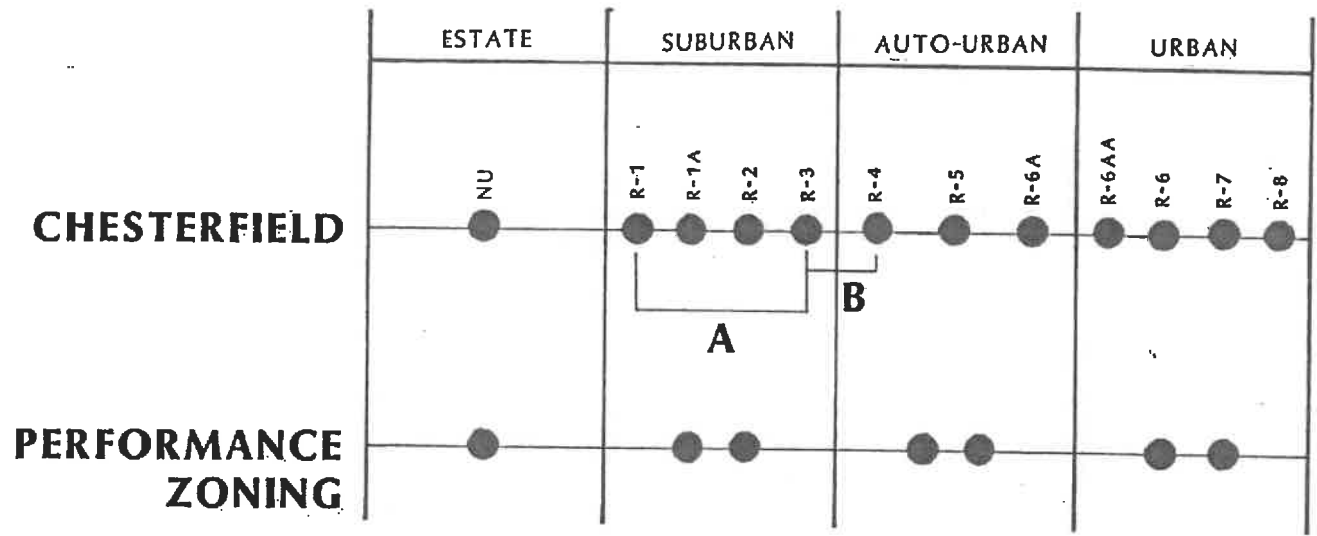 ESTATE
SUBURBAN
AUTO-URBAN
URBAN
NU
R-1
R-1A
R-2
R-3
R-4
R-5
R-6A
R-6AA
R-6
R-7
R-8
CHESTERFIELD
A
B
PERFORMANCE
ZONING